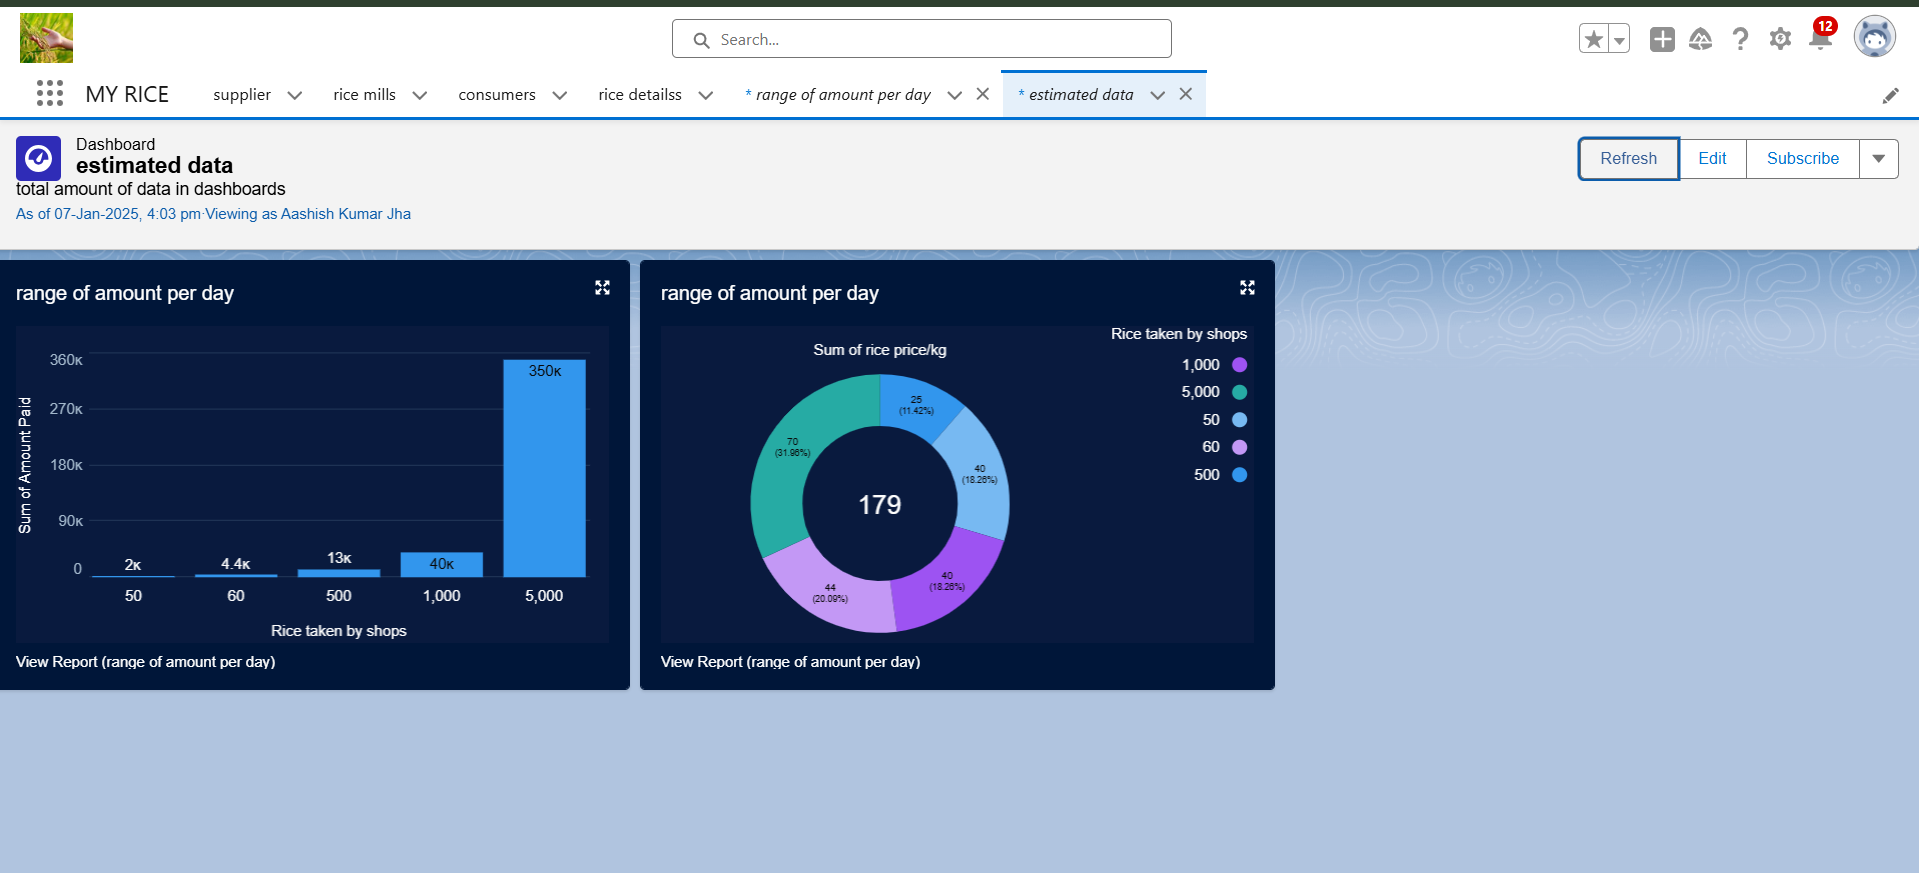 Search...
12
MY RICE
supplier
rice mills
consumers
rice detailss
* range of amount per day
* estimated data
Dashboard
estimated data
total amount of data in dashboards
As of 07-Jan-2025, 4:03 pm·Viewing as Aashish Kumar Jha
Refresh
Edit
Subscribe
range of amount per day
Sum of Amount Paid
360K
270K
180K
90K
0
2K
4.4K
13K
40K
350K
50
60
500
1,000
5,000
Rice taken by shops
View Report (range of amount per day)
range of amount per day
Sum of rice price/kg
25
(11.42%)
40
(18.26%)
40
(18.26%)
44
(20.09%)
70
(31.96%)
179
Rice taken by shops
1,000
5,000
50
60
500
View Report (range of amount per day)